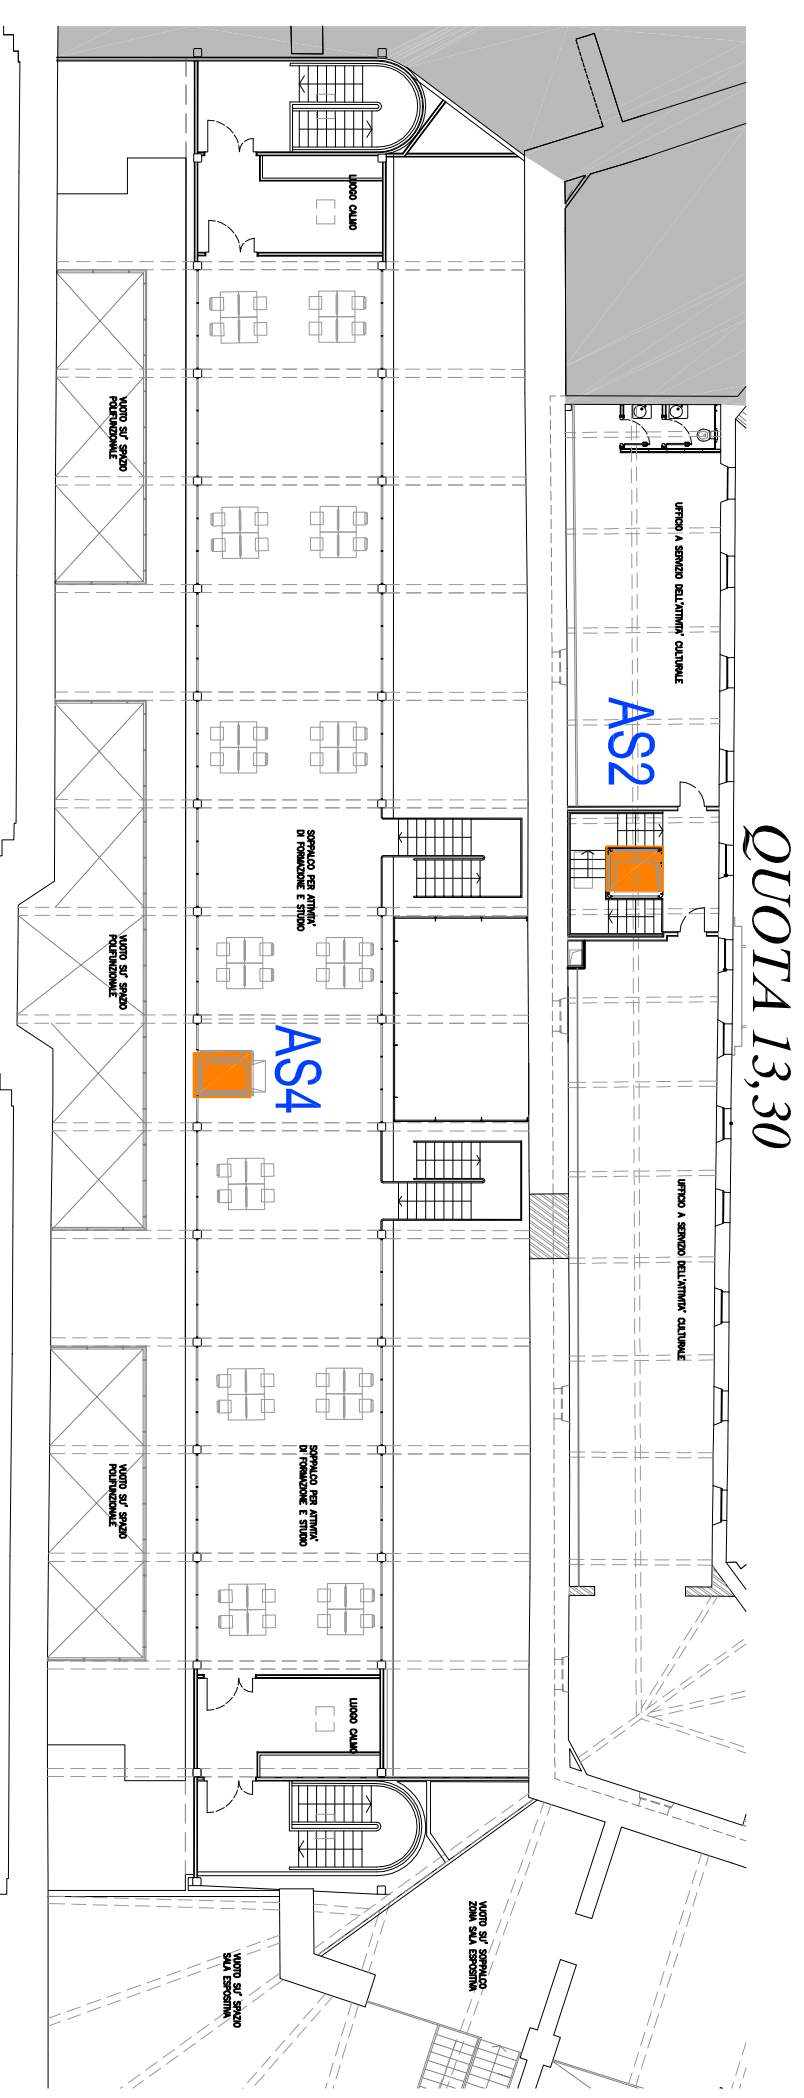 QUOTA 13,30
UFFICIO A SERVIZIO DELL'ATTIVITA' CULTURALE
UFFICIO A SERVIZIO DELL'ATTIVITA' CULTURALE
AS2
VUOTO SU' SOPPALCO
ZONA SALA ESPOSITIVA
LUOGO CALMO
LUOGO CALMO
SOPPALCO PER ATTIVITA'
DI FORMAZIONE E STUDIO
AS4
SOPPALCO PER ATTIVITA'
DI FORMAZIONE E STUDIO
VUOTO SU' SPAZIO
SALA ESPOSITIVA
VUOTO SU' SPAZIO
POLIFUNZIONALE
VUOTO SU' SPAZIO
POLIFUNZIONALE
VUOTO SU' SPAZIO
POLIFUNZIONALE